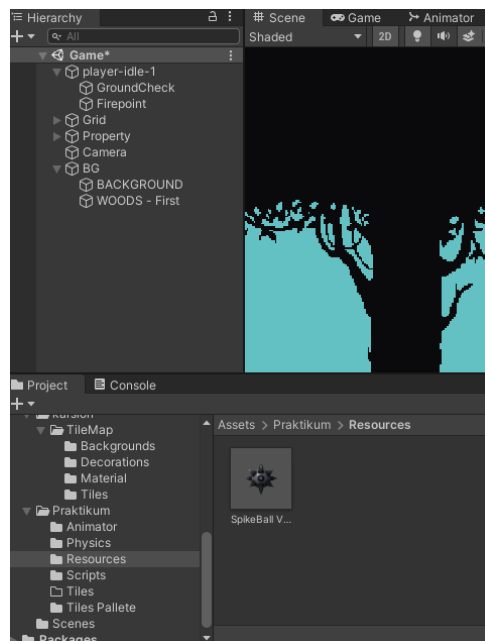 Hierarchy
# Scene
Game
Animator
All
Shaded
2D
Game*
player-idle-1
GroundCheck
Firepoint
Grid
Property
Camera
BG
BACKGROUND
WOODS - First
Project
Console
TileMap
Backgrounds
Decorations
Material
Tiles
Praktikum
Animator
Physics
Resources
Scripts
Tiles
Tiles Pallete
Scenes
Packages
Assets > Praktikum > Resources
SpikeBall V...